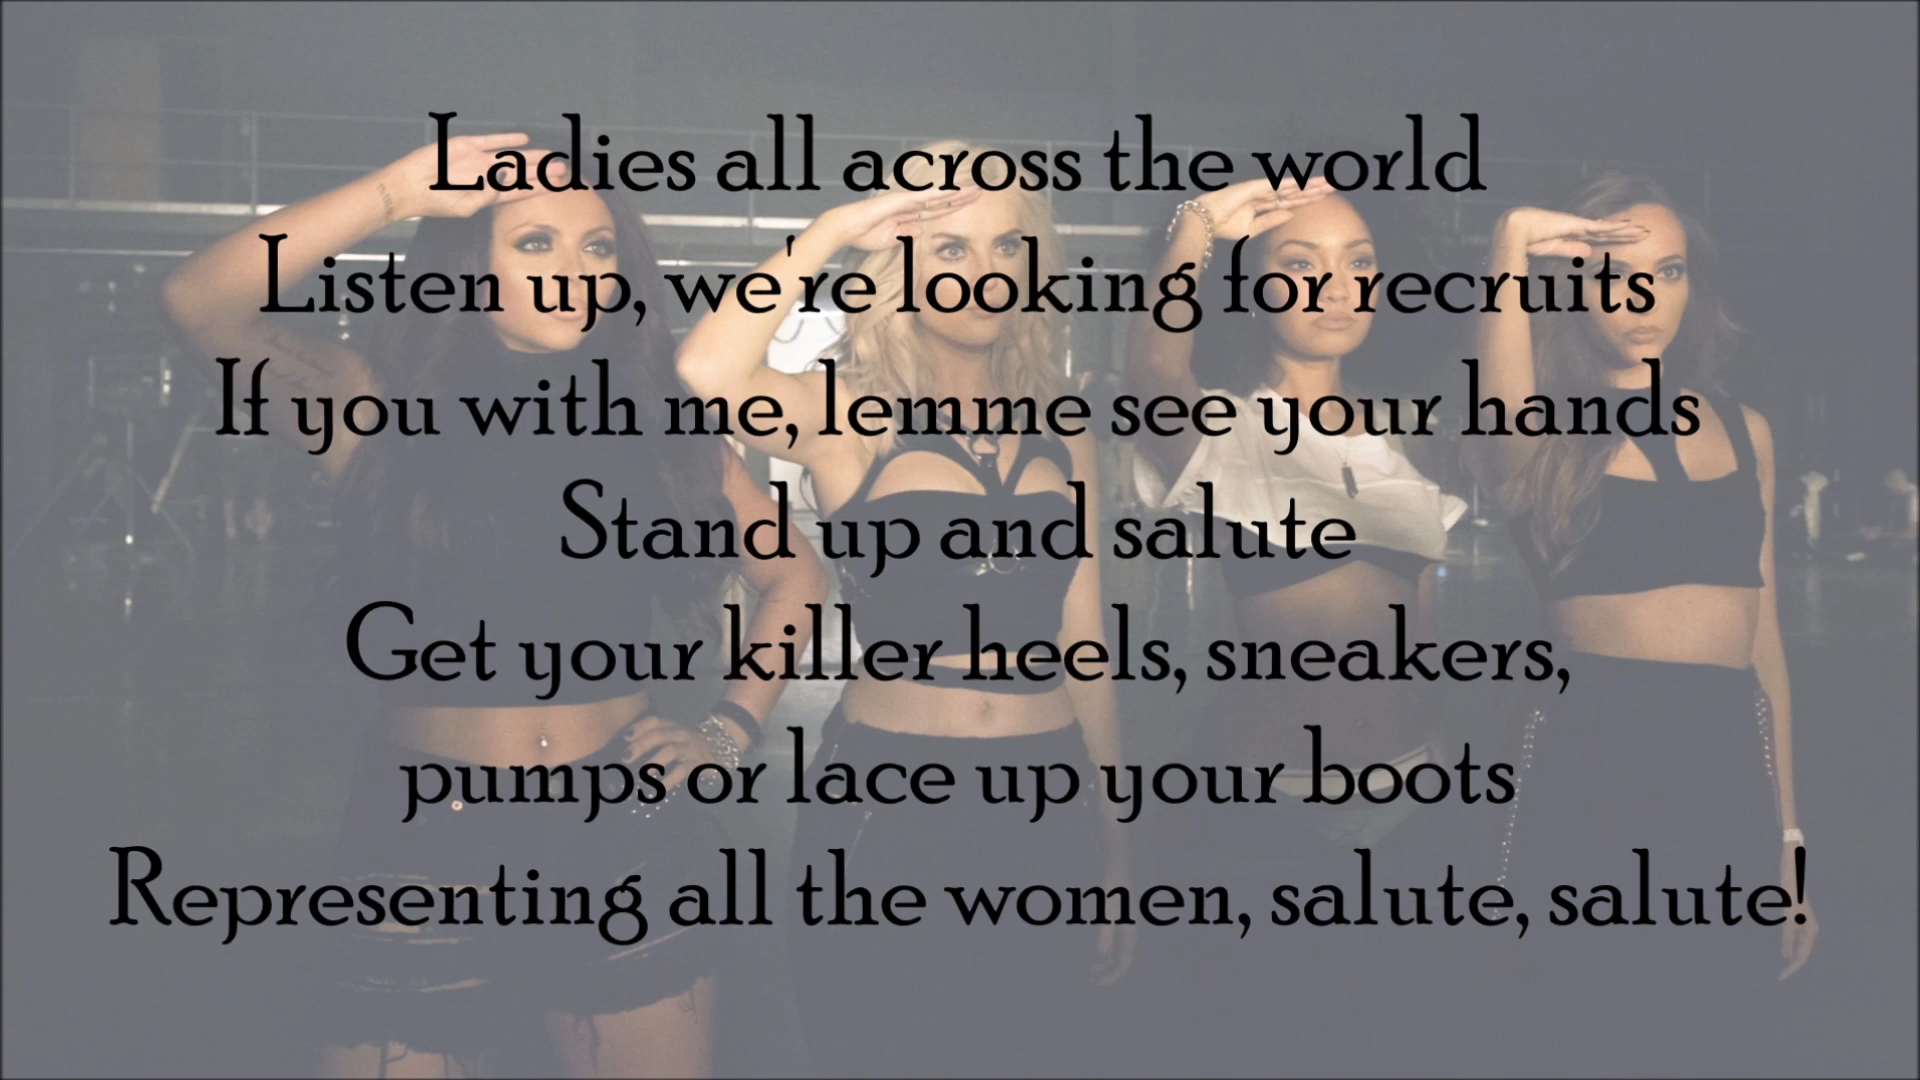 Ladies all across the world
Listen up, we're looking for recruits
If you with me, lemme see your hands
Stand up and salute
Get your killer heels, sneakers,
pumps or lace up your boots
Representing all the women, salute, salute!